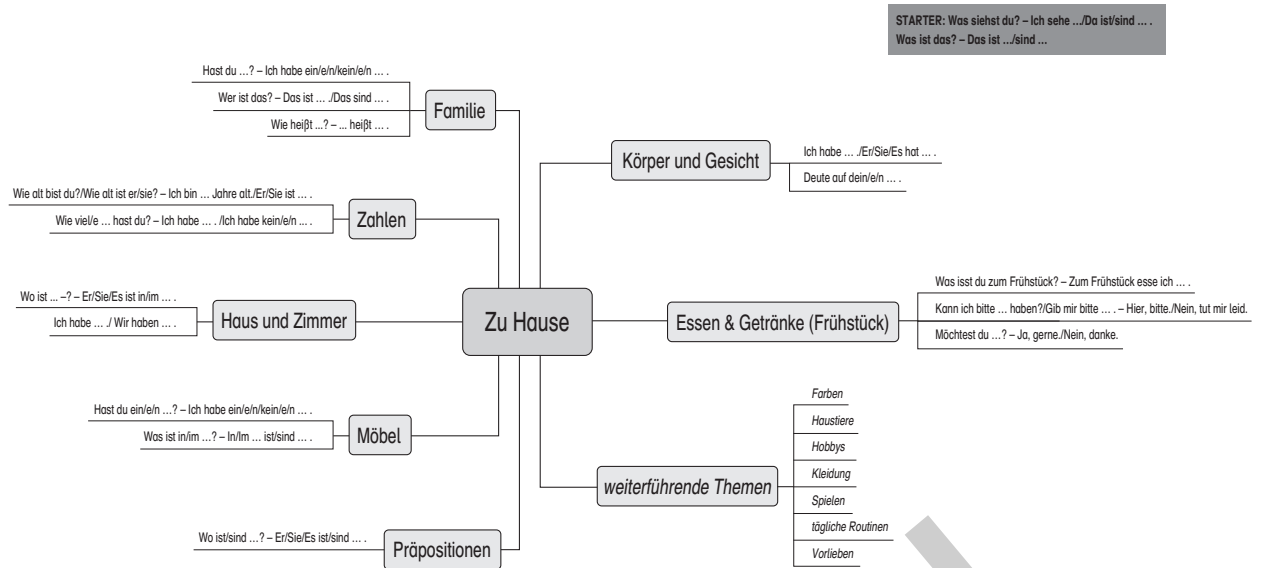 STARTER: Was siehst du? – Ich sehe .../Da ist/sind ... .
Was ist das? – Das ist .../sind ...
Hast du ...? – Ich habe ein/e/n/kein/e/n ... .
Wer ist das? – Das ist ... ./Das sind ... .
Wie heißt ...? – ... heißt ... .
Familie
Wie alt bist du?/Wie alt ist er/sie? – Ich bin ... Jahre alt./Er/Sie ist ... .
Wie viel/e ... hast du? – Ich habe ... . /Ich habe kein/e/n ... .
Zahlen
Wo ist ... –? – Er/Sie/Es ist in/im ... .
Ich habe ... ./ Wir haben ... .
Haus und Zimmer
Hast du ein/e/n ...? – Ich habe ein/e/n/kein/e/n ... .
Was ist in/im ...? – In/Im ... ist/sind ... .
Möbel
Wo ist/sind ...? – Er/Sie/Es ist/sind ... .
Präpositionen
Zu Hause
Körper und Gesicht
Ich habe ... ./Er/Sie/Es hat ... .
Deute auf dein/e/n ... .
Essen & Getränke (Frühstück)
Was isst du zum Frühstück? – Zum Frühstück esse ich ... .
Kann ich bitte ... haben?/Gib mir bitte ... . – Hier, bitte./Nein, tut mir leid.
Möchtest du ...? – Ja, gerne./Nein, danke.
weiterführende Themen
Farben
Haustiere
Hobbys
Kleidung
Spielen
tägliche Routinen
Vorlieben